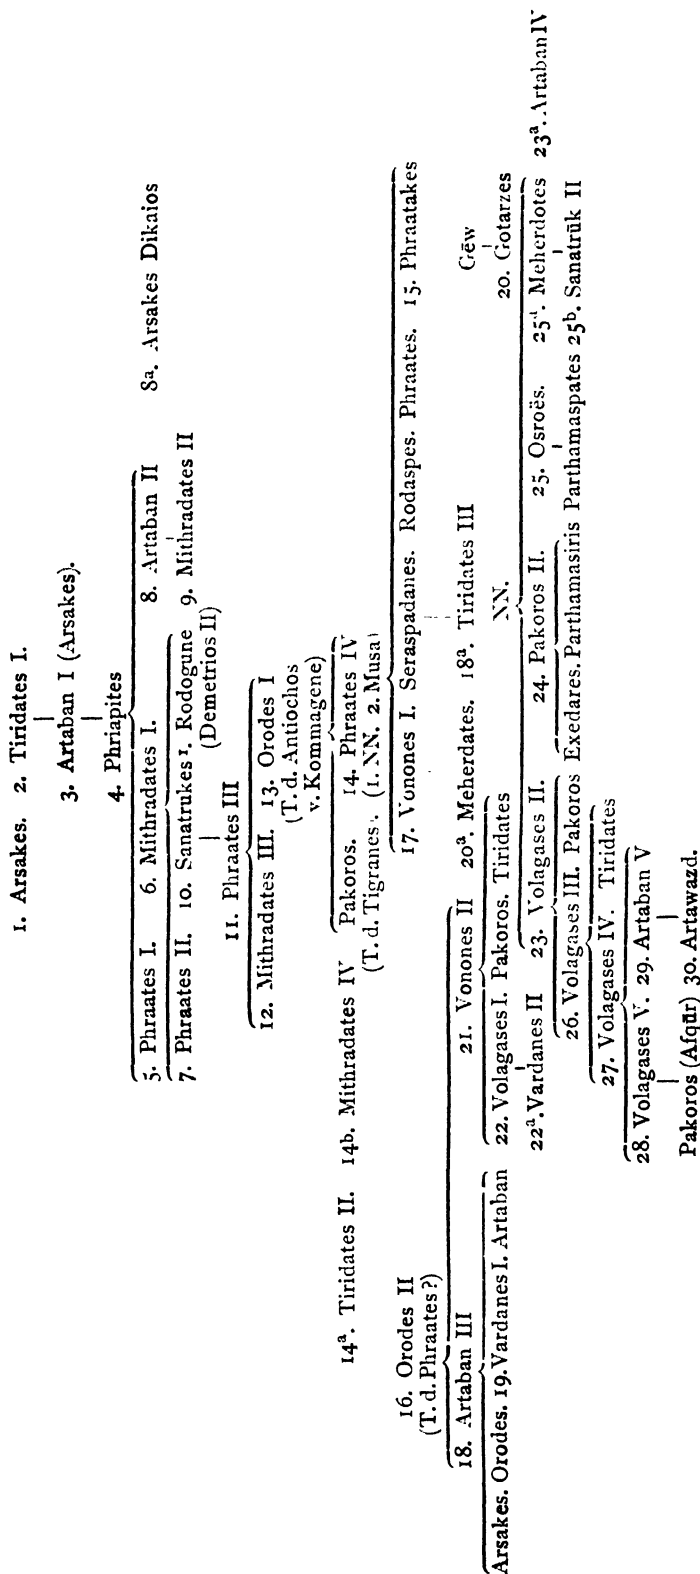 1. Arsakes. 2. Tiridates I.
3. Artaban I (Arsakes).
4. Phriapites
5. Phraates I. 6. Mithradates I. 8. Artaban II 8a. Arsakes Dikaios
7. Phraates II. 10. Sanatrukes¹. Rodogune 9. Mithradates II
(Demetrios II)
11. Phraates III
12. Mithradates III. 13. Orodes I
(T. d. Antiochos
v. Kommagene)
14a. Tiridates II. 14b. Mithradates IV Pakoros. 14. Phraates IV
(T. d. Tigranes). (1. NN. 2. Musa)
16. Orodes II 17. Vonones I. Seraspadanes. Rodaspes. Phraates. 15. Phraatakes
(T. d. Phraates?)
18. Artaban III 21. Vonones II 20a. Meherdates. 18a. Tiridates III Gēw
Arsakes. Orodes. 19. Vardanes I. Artaban 22. Volagases I. Pakoros. Tiridates NN. 20. Gotarzes
22a. Vardanes II 23. Volagases II. 24. Pakoros II. 25. Osroës. 25a. Meherdotes 23a. Artaban IV
26. Volagases III. Pakoros Exedares. Parthamasiris Parthamaspates 25b. Sanatrūk II
27. Volagases IV. Tiridates
28. Volagases V. 29. Artaban V
Pakoros (Afqūr) 30. Artawazd.